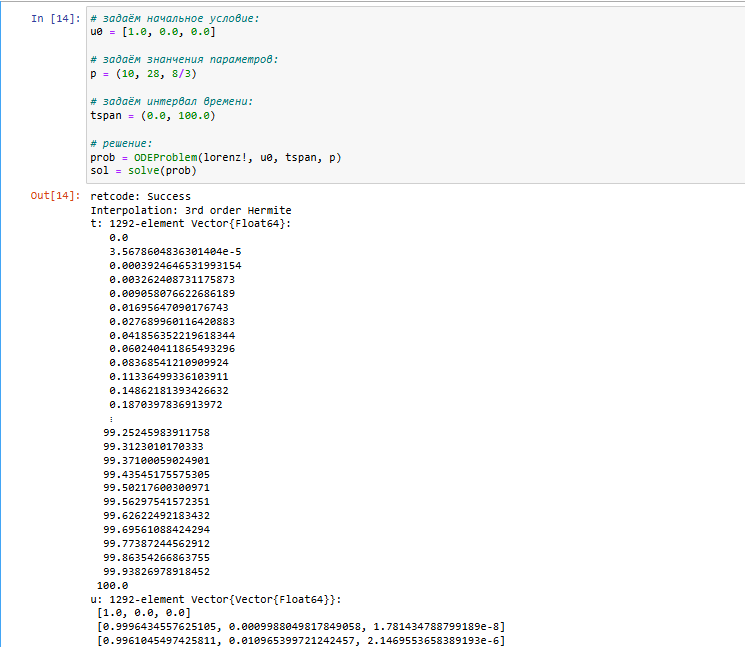 In [14]: # задаём начальное условие:
u0 = [1.0, 0.0, 0.0]
# задаём знанчения параметров:
p = (10, 28, 8/3)
# задаём интервал времени:
tspan = (0.0, 100.0)
# решение:
prob = ODEProblem(lorenz!, u0, tspan, p)
sol = solve(prob)
Out[14]: retcode: Success
Interpolation: 3rd order Hermite
t: 1292-element Vector{Float64}:
0.0
3.5678604836301404e-5
0.0003924646531993154
0.003262408731175873
0.009058076622686189
0.01695647090176743
0.027689960116420883
0.041856352219618344
0.060240411865493296
0.08368541210909924
0.11336499336103911
0.14862181393426632
0.1870397836913972
⋮
99.25245983911758
99.3123010170333
99.37100059024901
99.43545175575305
99.50217600300971
99.56297541572351
99.62622492183432
99.69561088424294
99.77387244562912
99.86354266863755
99.93826978918452
100.0
u: 1292-element Vector{Vector{Float64}}:
[1.0, 0.0, 0.0]
[0.9996434557625105, 0.0009988049817849058, 1.781434788799189e-8]
[0.9961045497425811, 0.010965399721242457, 2.1469553658389193e-6]